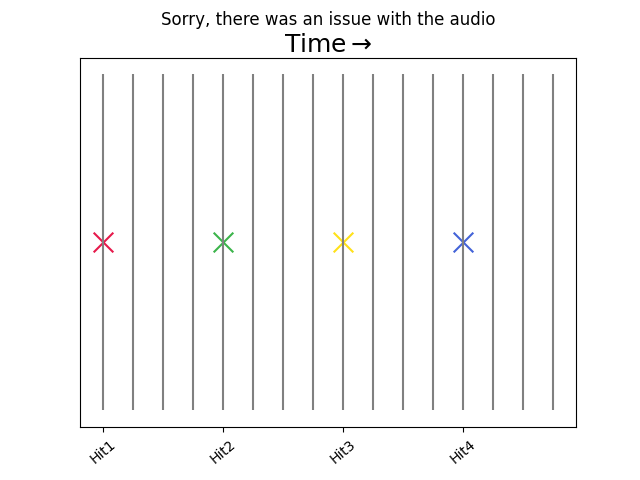 Sorry, there was an issue with the audio
Time→
Hit1
Hit2
Hit3
Hit4